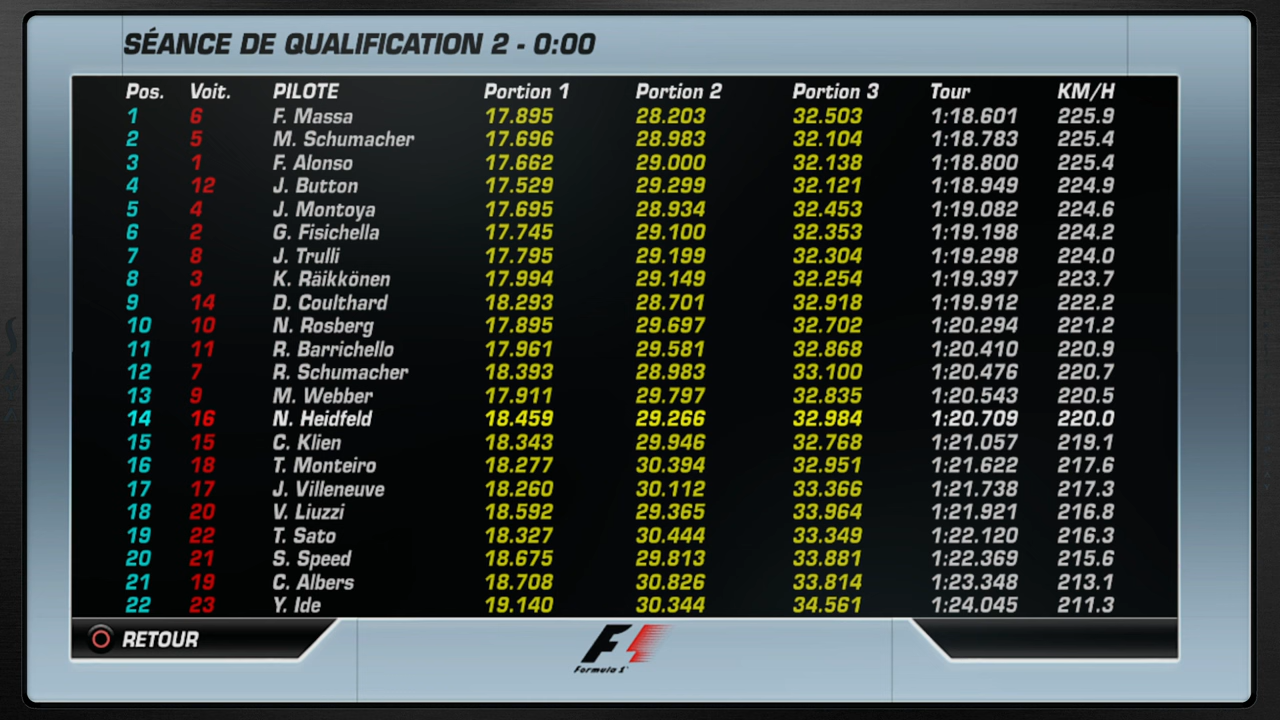 SÉANCE DE QUALIFICATION 2 - 0:00
Pos. Voit. PILOTE Portion 1 Portion 2 Portion 3 Tour KM/H
1 6 F. Massa 17.895 28.203 32.503 1:18.601 225.9
2 5 M. Schumacher 17.696 28.983 32.104 1:18.783 225.4
3 1 F. Alonso 17.662 29.000 32.138 1:18.800 225.4
4 12 J. Button 17.529 29.299 32.121 1:18.949 224.9
5 4 J. Montoya 17.695 28.934 32.453 1:19.082 224.6
6 2 G. Fisichella 17.745 29.100 32.353 1:19.198 224.2
7 8 J. Trulli 17.795 29.199 32.304 1:19.298 224.0
8 3 K. Räikkönen 17.994 29.149 32.254 1:19.397 223.7
9 14 D. Coulthard 18.293 28.701 32.918 1:19.912 222.2
10 10 N. Rosberg 17.895 29.697 32.702 1:20.294 221.2
11 11 R. Barrichello 17.961 29.581 32.868 1:20.410 220.9
12 7 R. Schumacher 18.393 28.983 33.100 1:20.476 220.7
13 9 M. Webber 17.911 29.797 32.835 1:20.543 220.5
14 16 N. Heidfeld 18.459 29.266 32.984 1:20.709 220.0
15 15 C. Klien 18.343 29.946 32.768 1:21.057 219.1
16 18 T. Monteiro 18.277 30.394 32.951 1:21.622 217.6
17 17 J. Villeneuve 18.260 30.112 33.366 1:21.738 217.3
18 20 V. Liuzzi 18.592 29.365 33.964 1:21.921 216.8
19 22 T. Sato 18.327 30.444 33.349 1:22.120 216.3
20 21 S. Speed 18.675 29.813 33.881 1:22.369 215.6
21 19 C. Albers 18.708 30.826 33.814 1:23.348 213.1
22 23 Y. Ide 19.140 30.344 34.561 1:24.045 211.3
RETOUR
F1
Formula 1